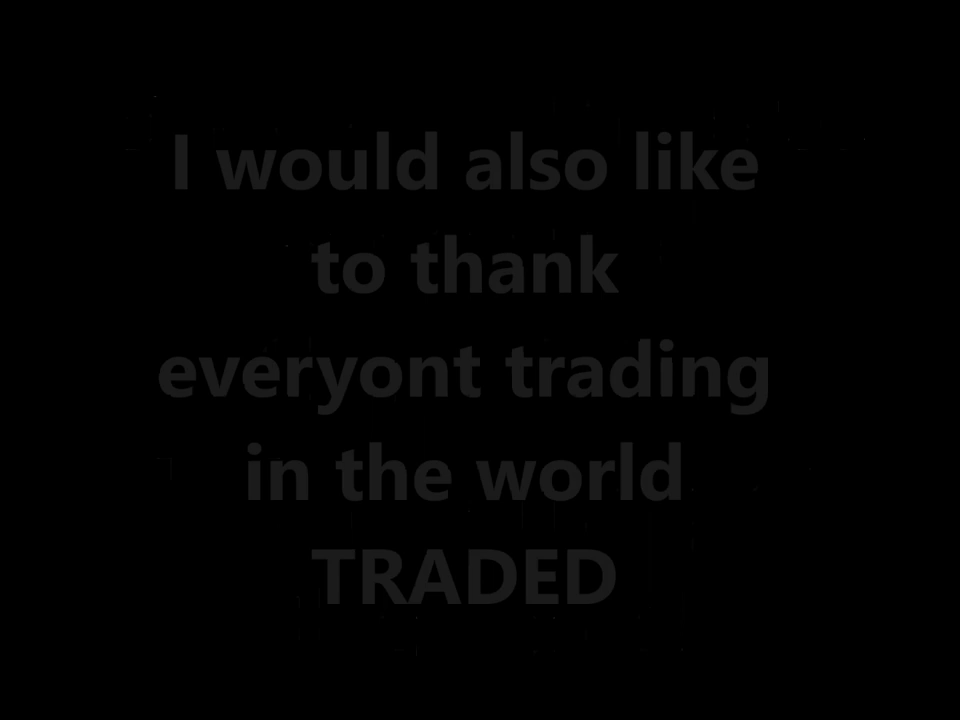 I would also like
to thank
everyont trading
in the world
TRADED